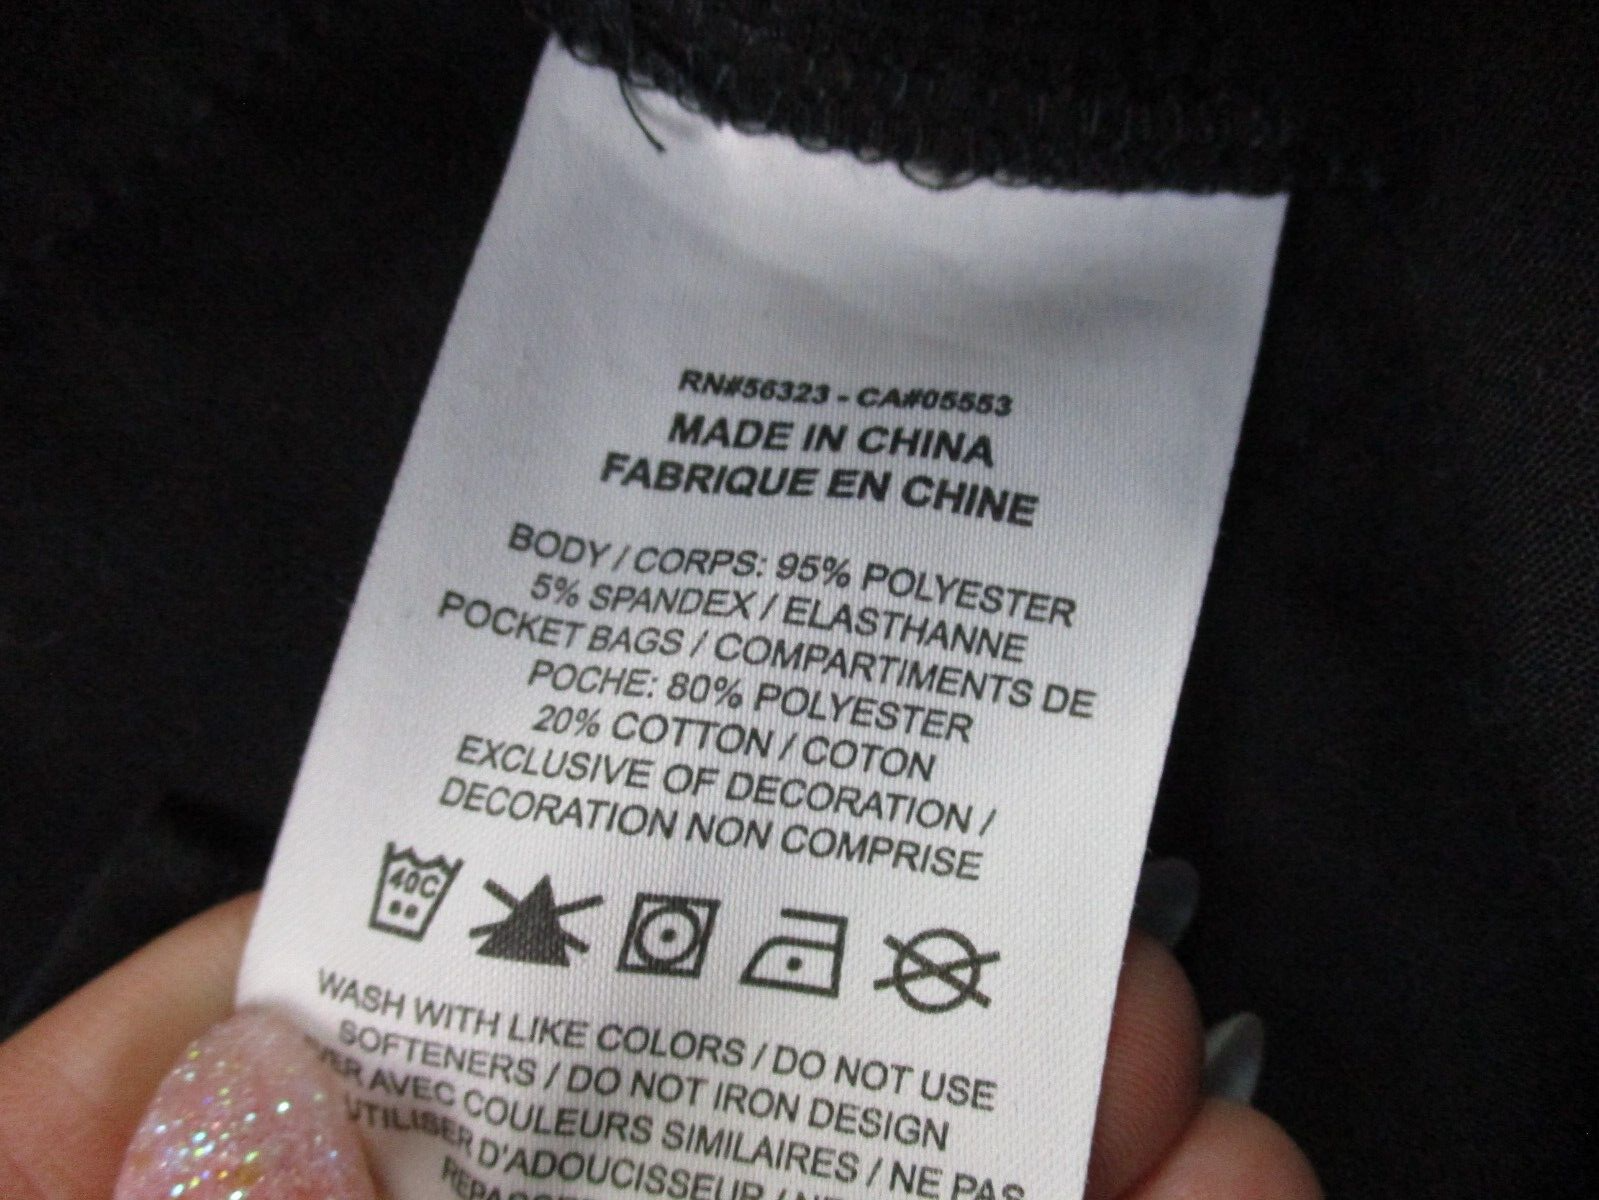 RN#56323 - CA#05553
MADE IN CHINA
FABRIQUE EN CHINE
BODY / CORPS: 95% POLYESTER
5% SPANDEX / ELASTHANNE
POCKET BAGS / COMPARTIMENTS DE
POCHE: 80% POLYESTER
20% COTTON / COTON
EXCLUSIVE OF DECORATION /
DECORATION NON COMPRISE
40C
WASH WITH LIKE COLORS / DO NOT USE
SOFTENERS / DO NOT IRON DESIGN
AVEC COULEURS SIMILAIRES / NE PAS
UTILISER D'ADOUCISSEUR /